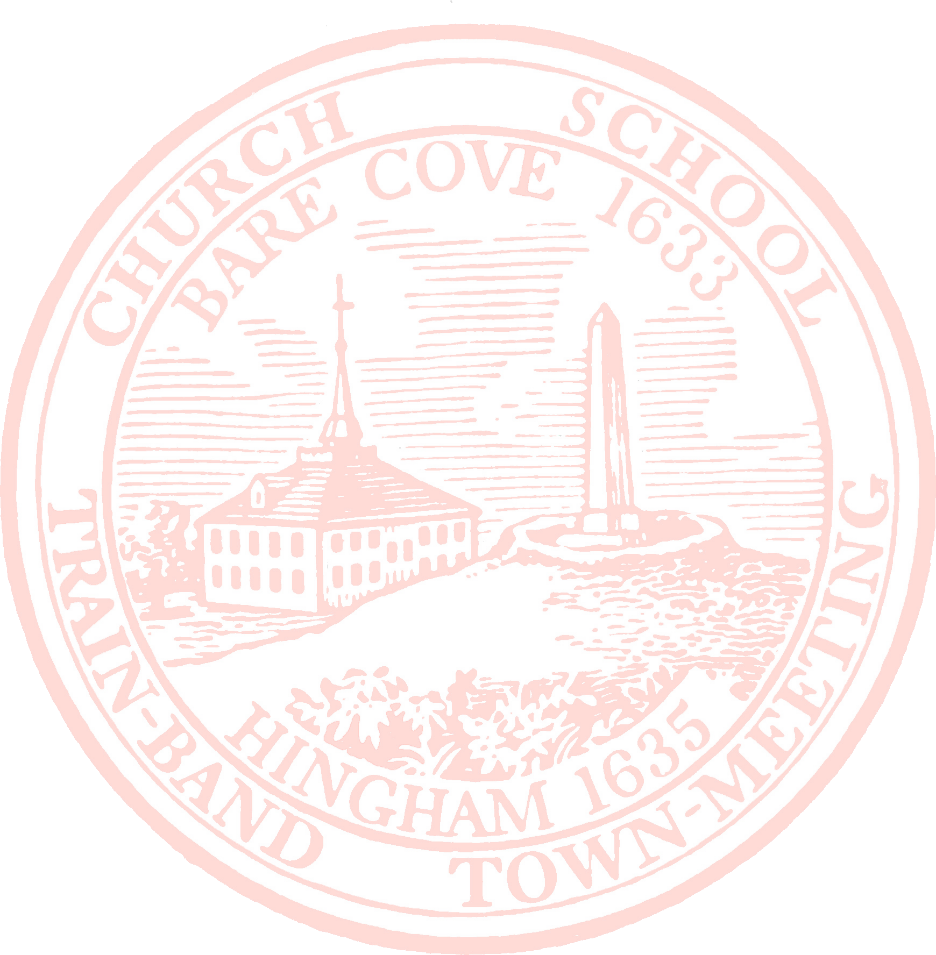 CHURCH SCHOOL
TRAIN-BAND TOWN-MEETING
BARE COVE 1633
HINGHAM 1635